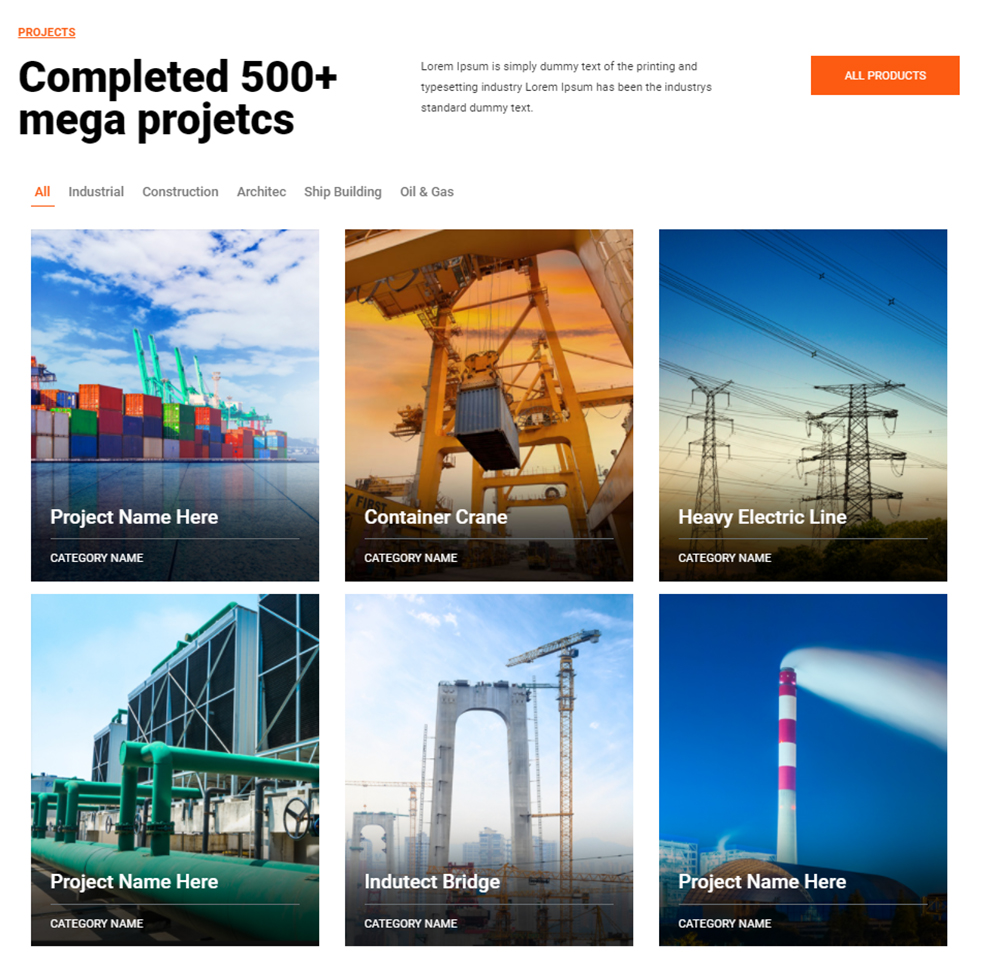 PROJECTS
Completed 500+
mega projetcs
Lorem Ipsum is simply dummy text of the printing and
typesetting industry Lorem Ipsum has been the industrys
standard dummy text.
ALL PRODUCTS
All Industrial Construction Architec Ship Building Oil & Gas
Project Name Here
CATEGORY NAME
Y FIRST
Container Crane
CATEGORY NAME
Heavy Electric Line
CATEGORY NAME
Project Name Here
CATEGORY NAME
Indutect Bridge
CATEGORY NAME
Project Name Here
CATEGORY NAME